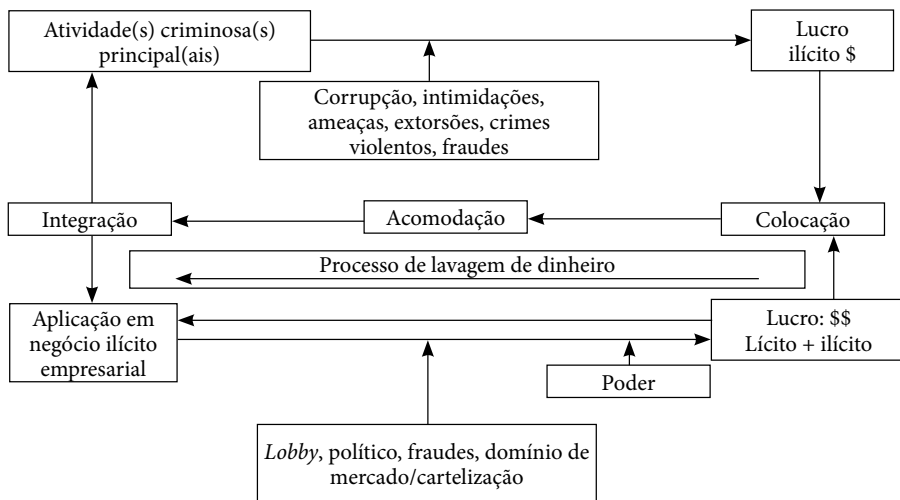 Atividade(s) criminosa(s)
principal(ais)
Lucro
ilícito $
Corrupção, intimidações,
ameaças, extorsões, crimes
violentos, fraudes
Integração
Acomodação
Colocação
Processo de lavagem de dinheiro
Aplicação em
negócio ilícito
empresarial
Lucro: $$
Lícito + ilícito
Poder
Lobby, político, fraudes, domínio de
mercado/cartelização